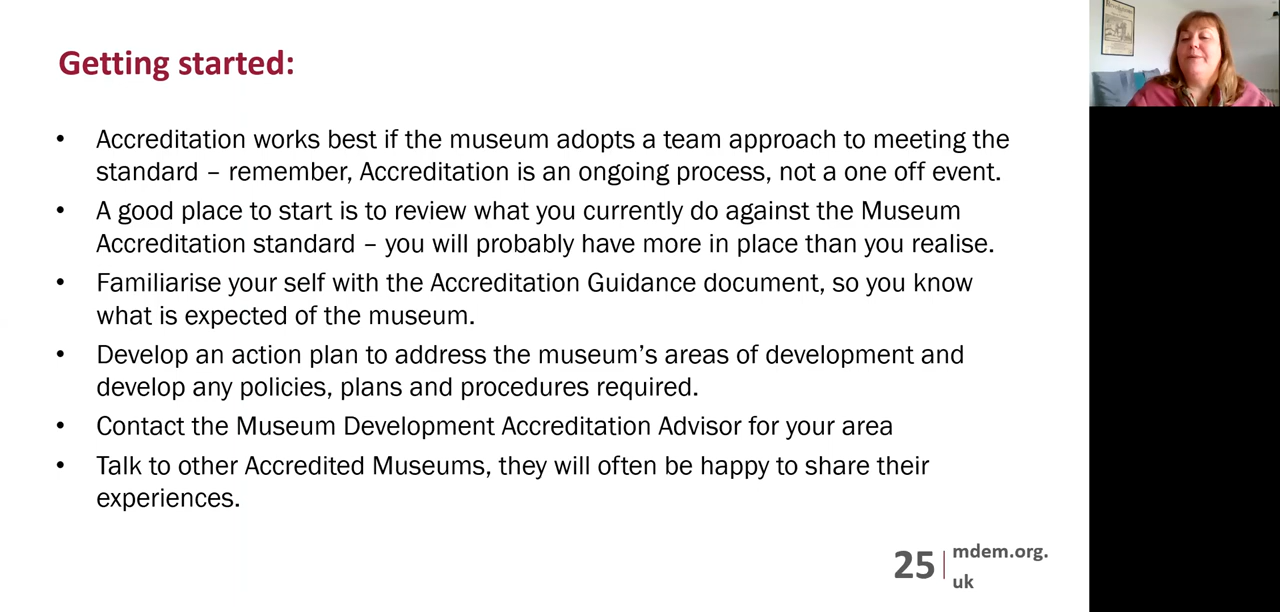 Getting started:
• Accreditation works best if the museum adopts a team approach to meeting the
standard – remember, Accreditation is an ongoing process, not a one off event.
• A good place to start is to review what you currently do against the Museum
Accreditation standard – you will probably have more in place than you realise.
• Familiarise your self with the Accreditation Guidance document, so you know
what is expected of the museum.
• Develop an action plan to address the museum’s areas of development and
develop any policies, plans and procedures required.
• Contact the Museum Development Accreditation Advisor for your area
• Talk to other Accredited Museums, they will often be happy to share their
experiences.
25
mdem.org.
uk